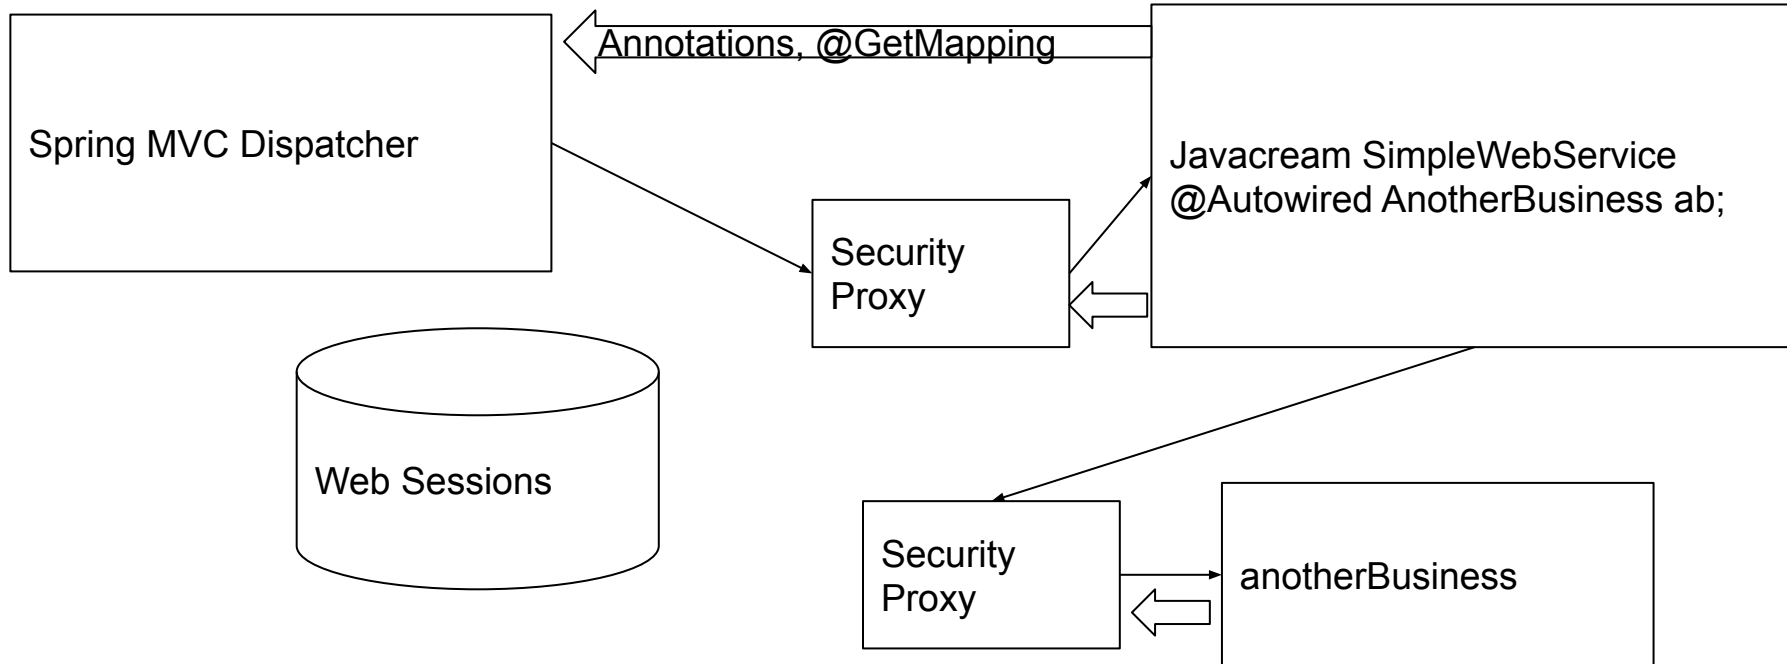 Annotations, @GetMapping
Spring MVC Dispatcher
Javacream SimpleWebService
@Autowired AnotherBusiness ab;
Security
Proxy
Web Sessions
Security
Proxy
anotherBusiness